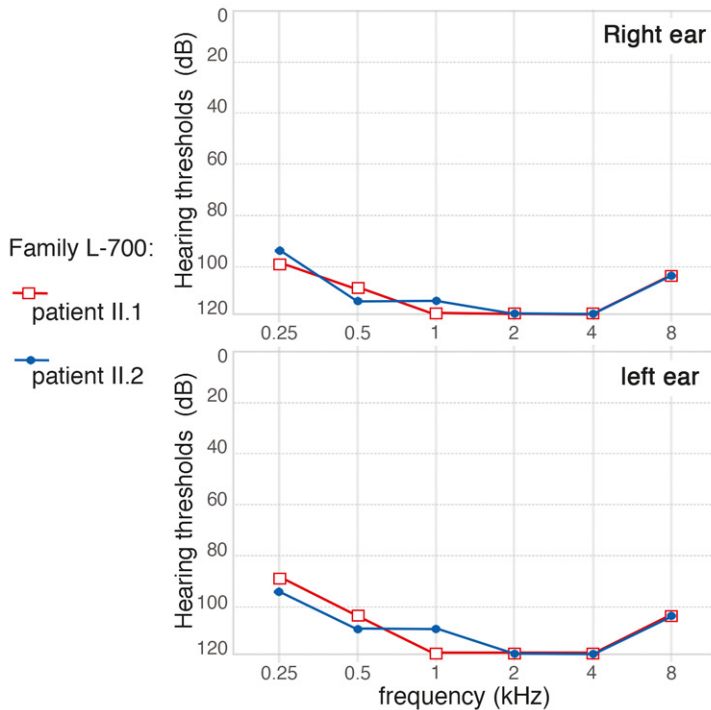 Right ear
Hearing thresholds (dB)
0
20
40
60
80
100
120
0.25 0.5 1 2 4 8
Family L-700:
patient II.1
patient II.2
left ear
Hearing thresholds (dB)
0
20
40
60
80
100
120
0.25 0.5 1 2 4 8
frequency (kHz)